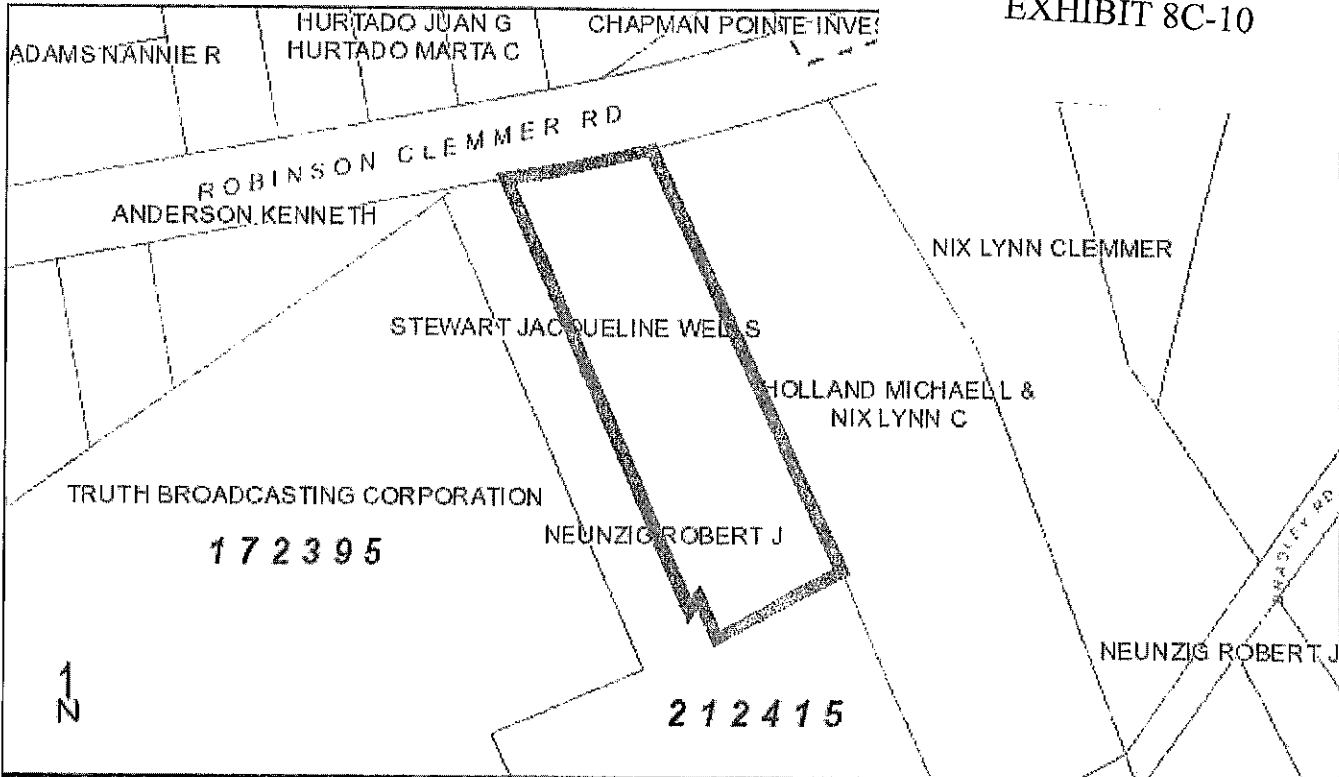 EXHIBIT 8C-10
ADAMS NANNIE R
HURTADO JUAN G
HURTADO MARTA C
CHAPMAN POINTE INVES
ROBINSON CLEMMER RD
ANDERSON KENNETH
NIX LYNN CLEMMER
STEWART JACQUELINE WELLS
HOLLAND MICHAEL L &
NIX LYNN C
TRUTH BROADCASTING CORPORATION
172395
NEUNZIG ROBERT J
BRADLEY RD
NEUNZIG ROBERT J
1
N
212415